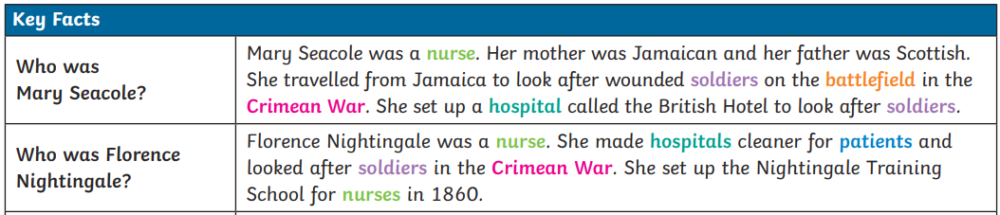 Key Facts
Who was
Mary Seacole?
Mary Seacole was a nurse. Her mother was Jamaican and her father was Scottish.
She travelled from Jamaica to look after wounded soldiers on the battlefield in the
Crimean War. She set up a hospital called the British Hotel to look after soldiers.
Who was Florence
Nightingale?
Florence Nightingale was a nurse. She made hospitals cleaner for patients and
looked after soldiers in the Crimean War. She set up the Nightingale Training
School for nurses in 1860.